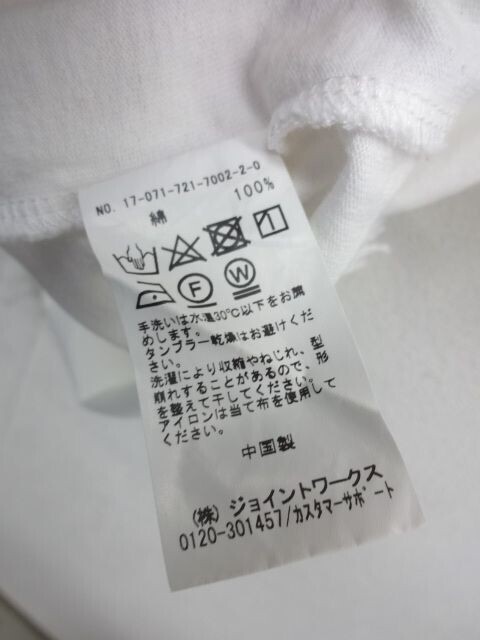 NO. 17-071-721-7002-2-0
綿 100%
F W
手洗いは水温30℃以下をお薦
めします。
タンブラー乾燥はお避けくだ
さい。
洗濯により収縮やねじれ、型
崩れすることがあるので、形
を整えて干してください。
アイロンは当て布を使用して
ください。
中国製
(株) ジョイントワークス
0120-301457/カスタマーサポート